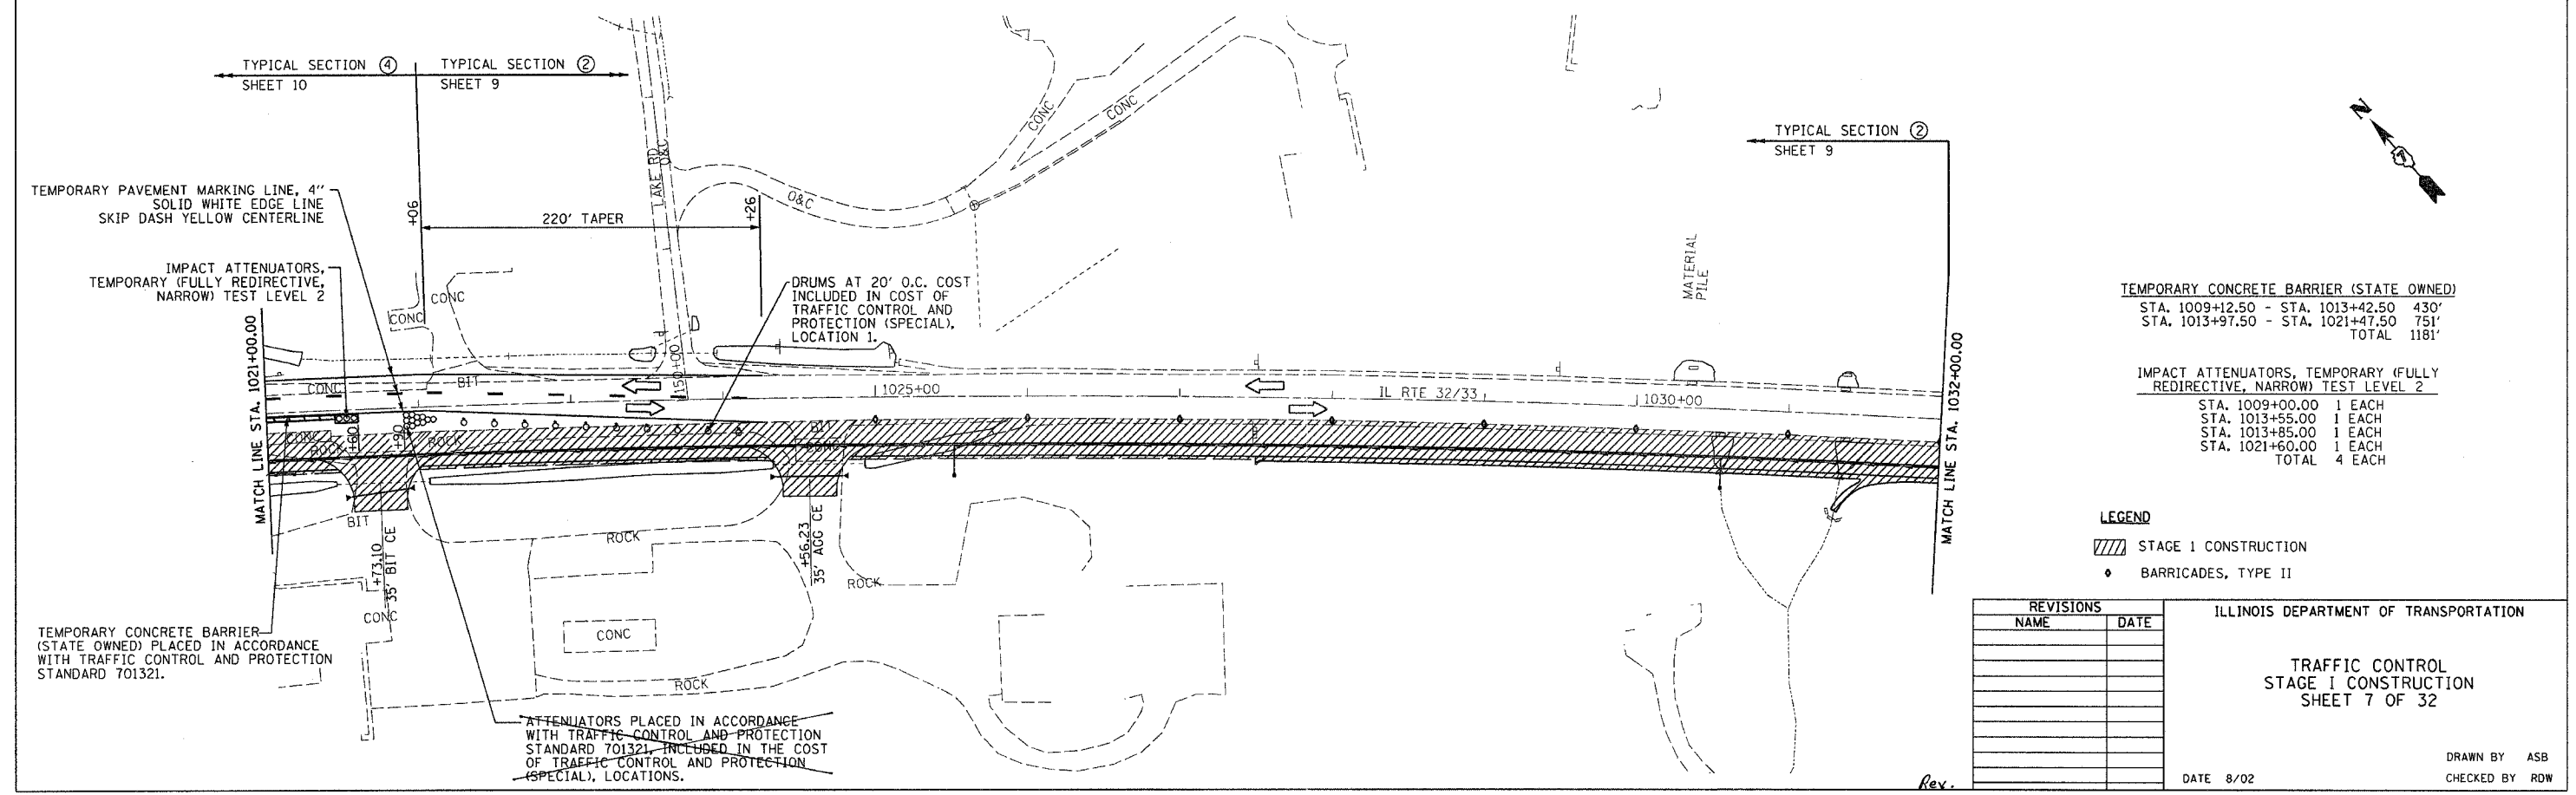 TYPICAL SECTION 4
SHEET 10
TYPICAL SECTION 2
SHEET 9
TYPICAL SECTION 2
SHEET 9
N
TEMPORARY PAVEMENT MARKING LINE, 4"
SOLID WHITE EDGE LINE
SKIP DASH YELLOW CENTERLINE
IMPACT ATTENUATORS,
TEMPORARY (FULLY REDIRECTIVE,
NARROW) TEST LEVEL 2
+06
220' TAPER
+26
LAKE RD
O&C
O&C
CONC
CONC
CONC
CONC
DRUMS AT 20' O.C. COST
INCLUDED IN COST OF
TRAFFIC CONTROL AND
PROTECTION (SPECIAL),
LOCATION 1.
MATERIAL
PILE
MATCH LINE STA. 1021+00.00
CONC
BIT
150+00
1025+00
IL RTE 32/33
1030+00
MATCH LINE STA. 1032+00.00
CONC
ROCK
+60
+90
ROCK
BIT
CONC
BIT
+73.10
35' BIT CE
CONC
ROCK
+56.23
35' AGG CE
ROCK
CONC
ROCK
TEMPORARY CONCRETE BARRIER
(STATE OWNED) PLACED IN ACCORDANCE
WITH TRAFFIC CONTROL AND PROTECTION
STANDARD 701321.
ATTENUATORS PLACED IN ACCORDANCE
WITH TRAFFIC CONTROL AND PROTECTION
STANDARD 701321, INCLUDED IN THE COST
OF TRAFFIC CONTROL AND PROTECTION
(SPECIAL), LOCATIONS.
TEMPORARY CONCRETE BARRIER (STATE OWNED)
STA. 1009+12.50 - STA. 1013+42.50 430'
STA. 1013+97.50 - STA. 1021+47.50 751'
TOTAL 1181'
IMPACT ATTENUATORS, TEMPORARY (FULLY
REDIRECTIVE, NARROW) TEST LEVEL 2
STA. 1009+00.00 1 EACH
STA. 1013+55.00 1 EACH
STA. 1013+85.00 1 EACH
STA. 1021+60.00 1 EACH
TOTAL 4 EACH
LEGEND
STAGE 1 CONSTRUCTION
BARRICADES, TYPE II
REVISIONS
NAME DATE
ILLINOIS DEPARTMENT OF TRANSPORTATION
TRAFFIC CONTROL
STAGE I CONSTRUCTION
SHEET 7 OF 32
DRAWN BY ASB
DATE 8/02
CHECKED BY RDW
Rev.